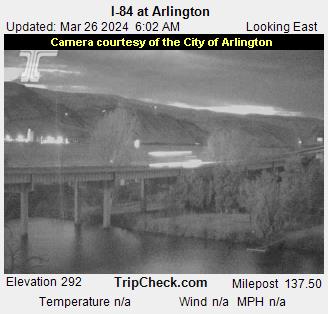 I-84 at Arlington
Updated: Mar 26 2024 6:02 AM Looking East
Camera courtesy of the City of Arlington
Elevation 292 TripCheck.com Milepost 137.50
Temperature n/a Wind n/a MPH n/a